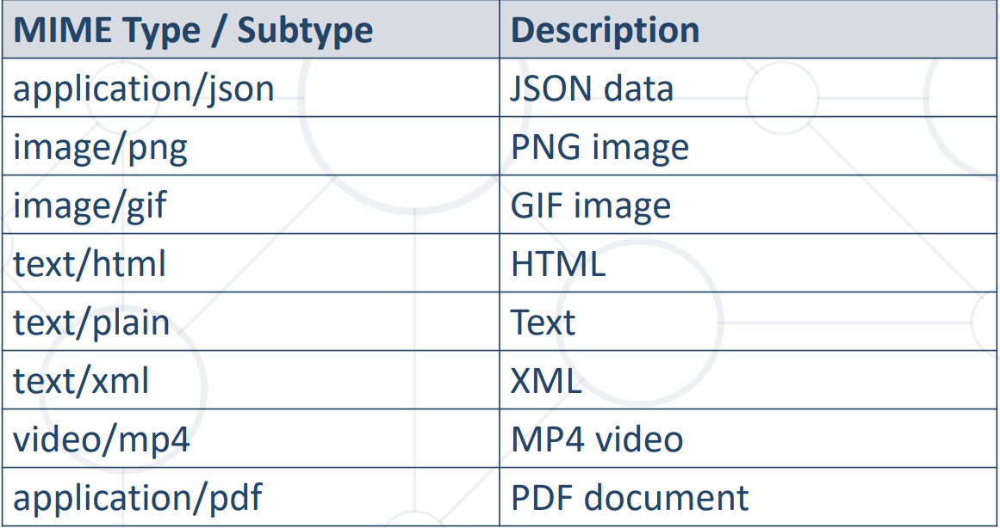 MIME Type / Subtype Description
application/json JSON data
image/png PNG image
image/gif GIF image
text/html HTML
text/plain Text
text/xml XML
video/mp4 MP4 video
application/pdf PDF document